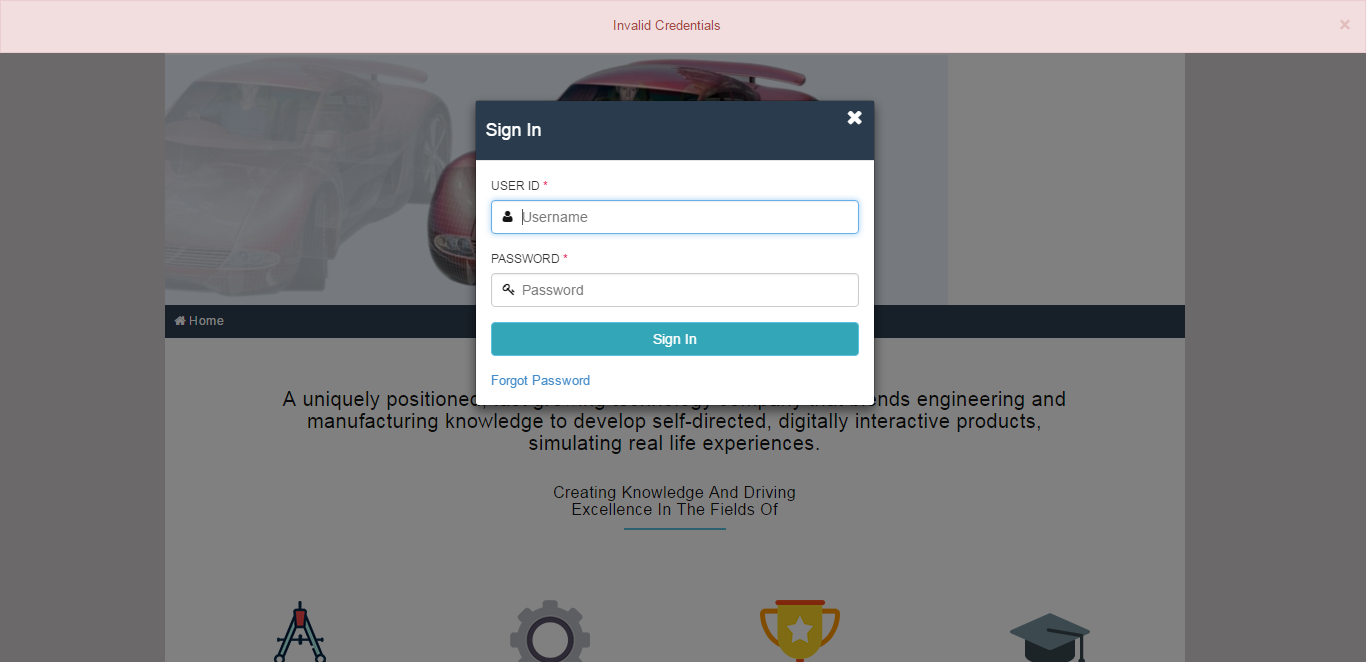 Invalid Credentials
×
Sign In
USER ID *
Username
PASSWORD *
Password
Sign In
Forgot Password
Home
A uniquely positioned, engineering and
manufacturing knowledge to develop self-directed, digitally interactive products,
simulating real life experiences.
Creating Knowledge And Driving
Excellence In The Fields Of